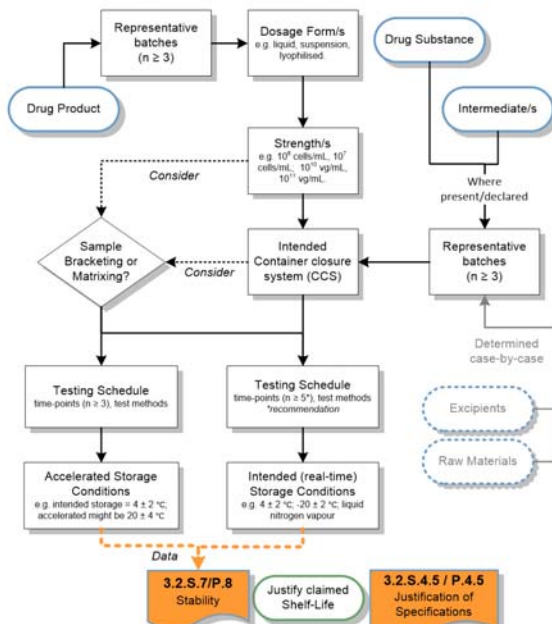 Representative
batches
(n ≥ 3)
Dosage Form/s
e.g. liquid, suspension,
lyophilised.
Drug Substance
Drug Product
Intermediate/s
Strength/s
e.g. 10⁶ cells/mL, 10⁷
cells/mL; 10¹⁰ vg/mL,
10¹¹ vg/mL.
Consider
Where
present/declared
Sample
Bracketing or
Matrixing?
Consider
Intended
Container closure
system (CCS)
Representative
batches
(n ≥ 3)
Determined
case-by-case
Testing Schedule
time-points (n ≥ 3), test methods
Testing Schedule
time-points (n ≥ 5*), test methods
*recommendation
Excipients
Raw Materials
Accelerated Storage
Conditions
e.g. intended storage = 4 ± 2 °C;
accelerated might be 20 ± 4 °C
Intended (real-time)
Storage Conditions
e.g. 4 ± 2 °C; -20 ± 2 °C; liquid
nitrogen vapour
Data
3.2.S.7/P.8
Stability
Justify claimed
Shelf-Life
3.2.S.4.5 / P.4.5
Justification of
Specifications